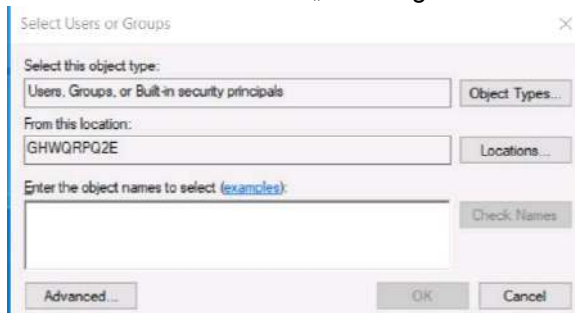 Select Users or Groups
Select this object type:
Users, Groups, or Built-in security principals
Object Types...
From this location:
GHWQRPQ2E
Locations...
Enter the object names to select (examples):
Check Names
Advanced...
OK
Cancel